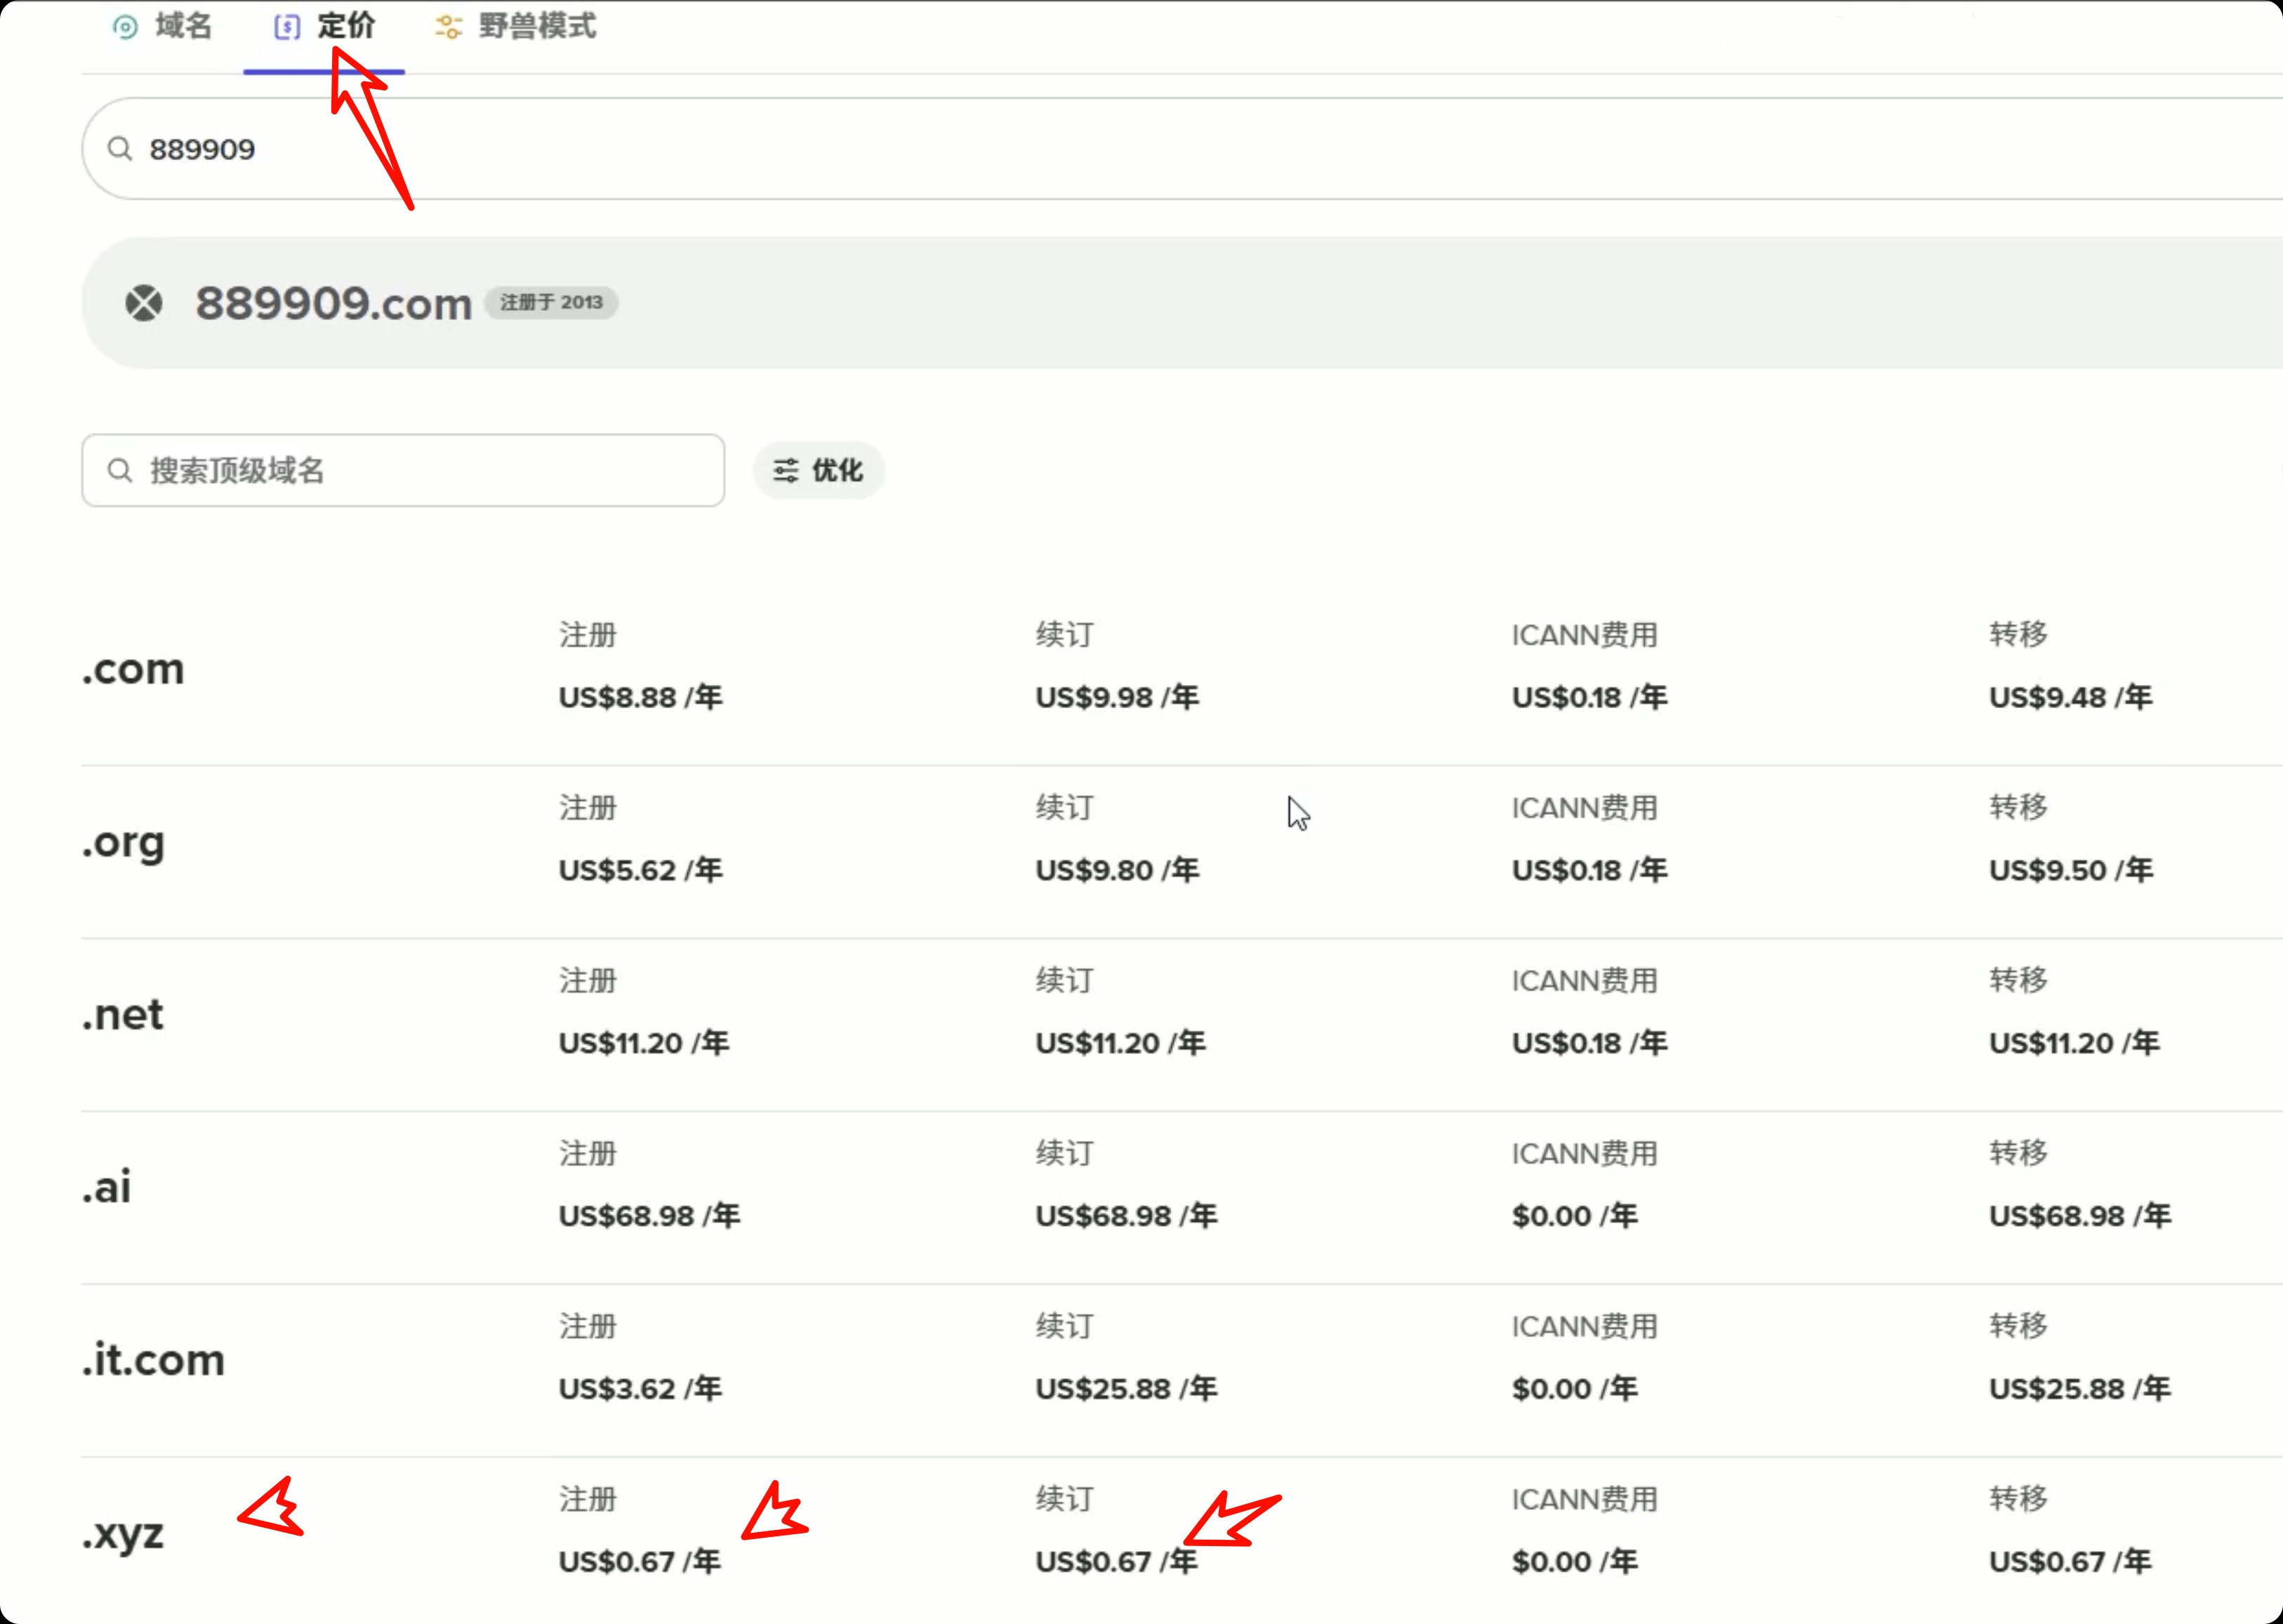 域名 定价 野兽模式
889909
889909.com 注册于 2013
搜索顶级域名 优化
.com 注册 续订 ICANN费用 转移
US$8.88 /年 US$9.98 /年 US$0.18 /年 US$9.48 /年
.org 注册 续订 ICANN费用 转移
US$5.62 /年 US$9.80 /年 US$0.18 /年 US$9.50 /年
.net 注册 续订 ICANN费用 转移
US$11.20 /年 US$11.20 /年 US$0.18 /年 US$11.20 /年
.ai 注册 续订 ICANN费用 转移
US$68.98 /年 US$68.98 /年 $0.00 /年 US$68.98 /年
.it.com 注册 续订 ICANN费用 转移
US$3.62 /年 US$25.88 /年 $0.00 /年 US$25.88 /年
.xyz 注册 续订 ICANN费用 转移
US$0.67 /年 US$0.67 /年 $0.00 /年 US$0.67 /年